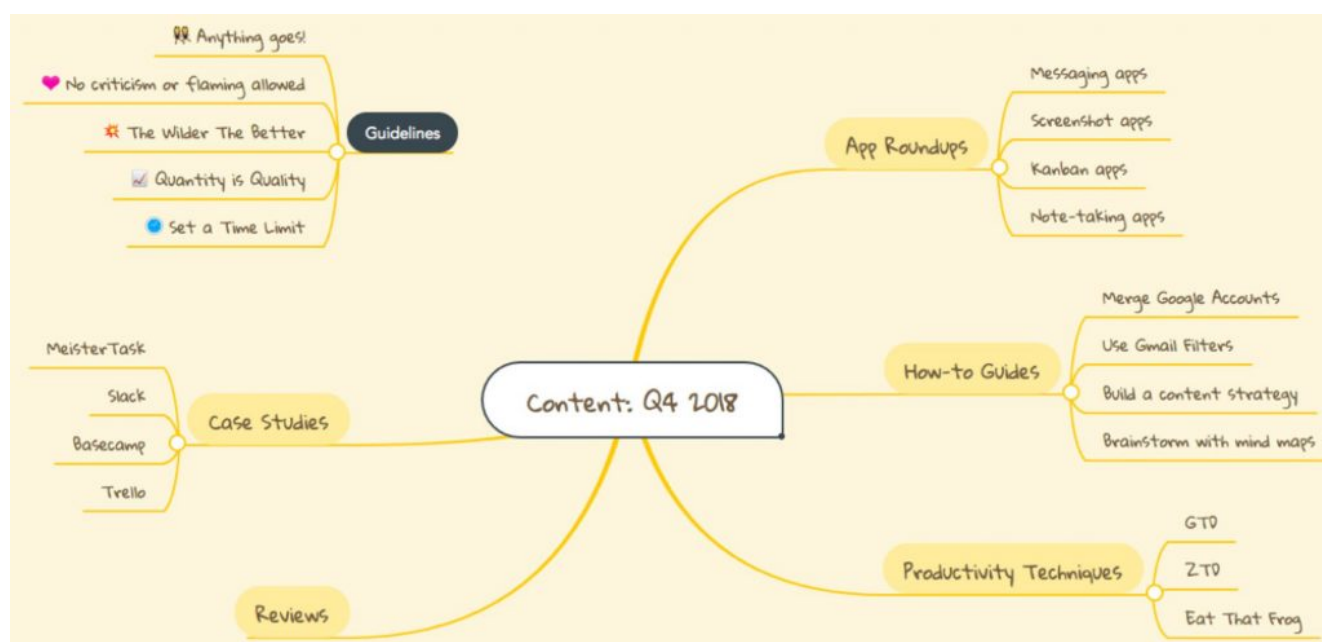 Anything goes!
No criticism or flaming allowed
The Wilder The Better
Quantity is Quality
Set a Time Limit
Guidelines
App Roundups
Messaging apps
Screenshot apps
Kanban apps
Note-taking apps
Content: Q4 2018
How-to Guides
Merge Google Accounts
Use Gmail Filters
Build a content strategy
Brainstorm with mind maps
MeisterTask
Slack
Basecamp
Trello
Case Studies
Productivity Techniques
GTD
ZTD
Eat That Frog
Reviews